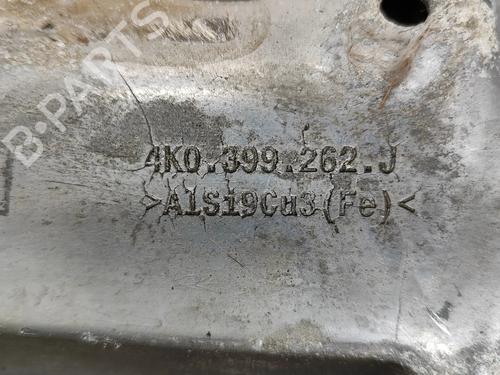 B-PARTS
4K0.399.262.J
>AlSi9Cu3(Fe)<